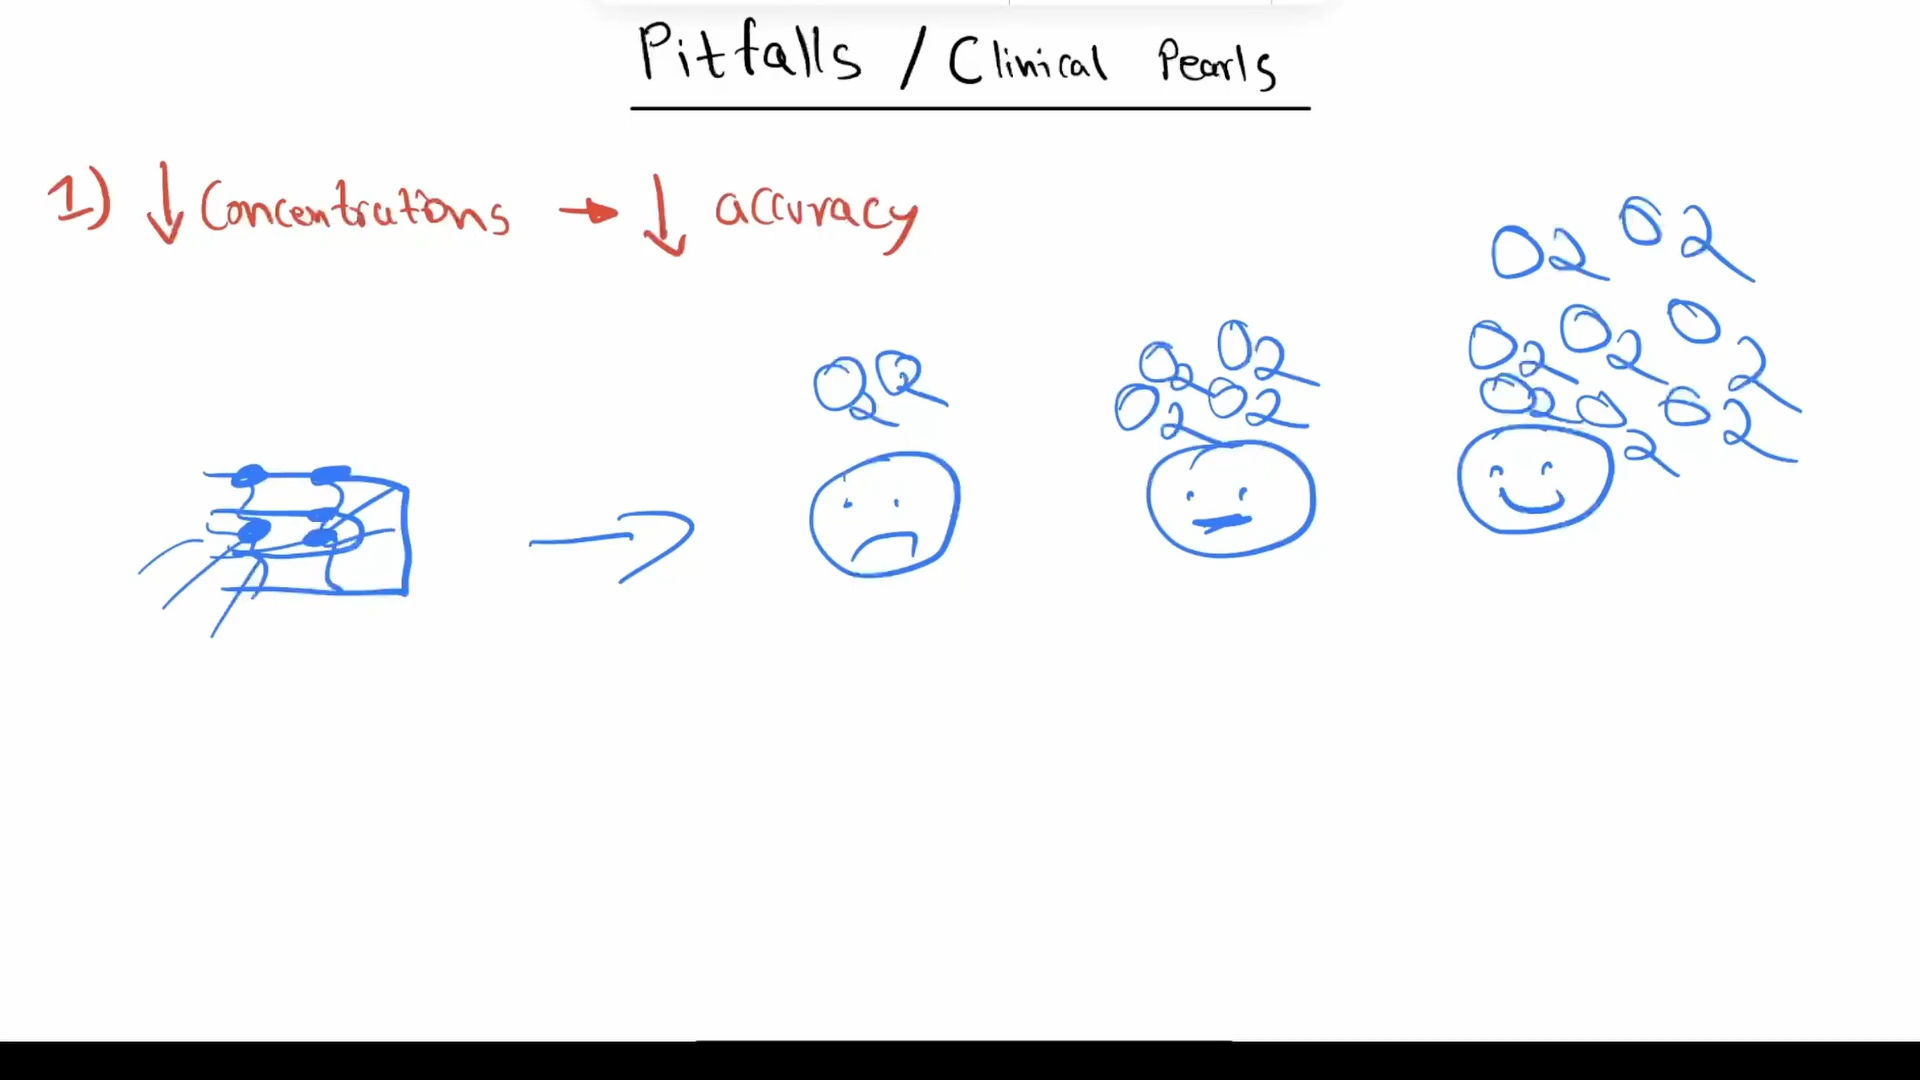 Pitfalls / Clinical Pearls
1) ↓ Concentrations → ↓ accuracy
O2 O2
O2 O2 O2
O2 O2 O2
O2 O2
O2 O2
O2 O2